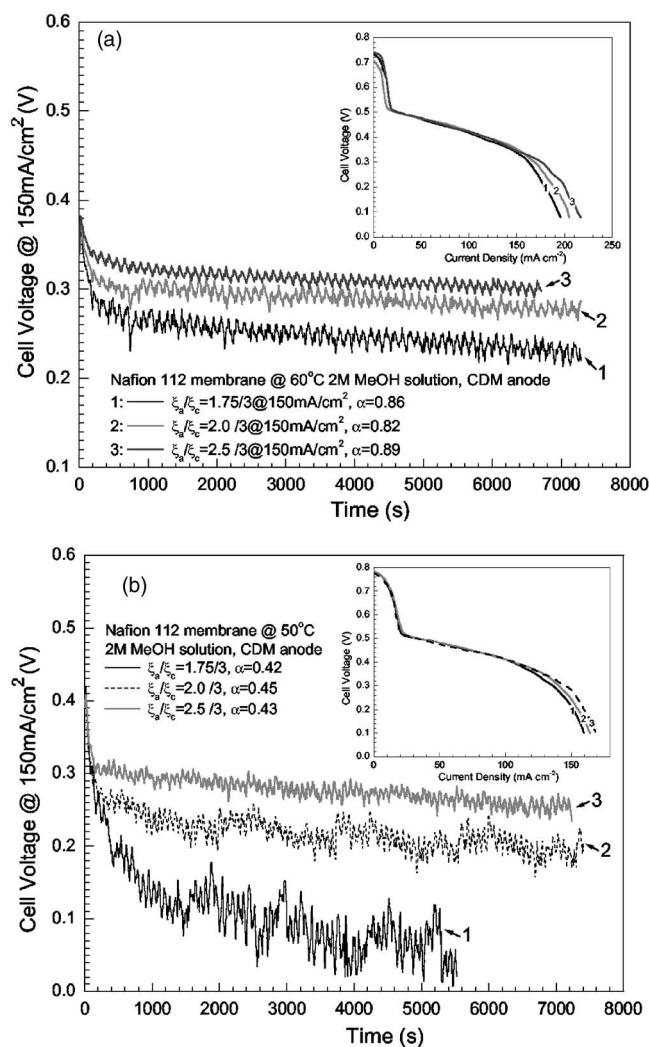 (a)
Cell Voltage @ 150mA/cm² (V)
0.6
0.5
0.4
0.3
0.2
0.1
Cell Voltage (V)
0.8
0.7
0.6
0.5
0.4
0.3
0.2
0.1
0.0
1
2
3
0
50
100
150
200
250
Current Density (mA cm⁻²)
3
2
1
Nafion 112 membrane @ 60°C 2M MeOH solution, CDM anode
1: ξa/ξc=1.75/3@150mA/cm², α=0.86
2: ξa/ξc=2.0 /3@150mA/cm², α=0.82
3: ξa/ξc=2.5 /3@150mA/cm², α=0.89
0 1000 2000 3000 4000 5000 6000 7000 8000
Time (s)
(b)
Cell Voltage @ 150mA/cm² (V)
0.6
0.5
0.4
0.3
0.2
0.1
0.0
Nafion 112 membrane @ 50°C
2M MeOH solution, CDM anode
ξa/ξc=1.75/3, α=0.42
ξa/ξc=2.0 /3, α=0.45
ξa/ξc=2.5 /3, α=0.43
Cell Voltage (V)
0.8
0.7
0.6
0.5
0.4
0.3
0.2
0.1
0.0
1
2
3
0
50
100
150
Current Density (mA cm⁻²)
3
2
1
0 1000 2000 3000 4000 5000 6000 7000 8000
Time (s)